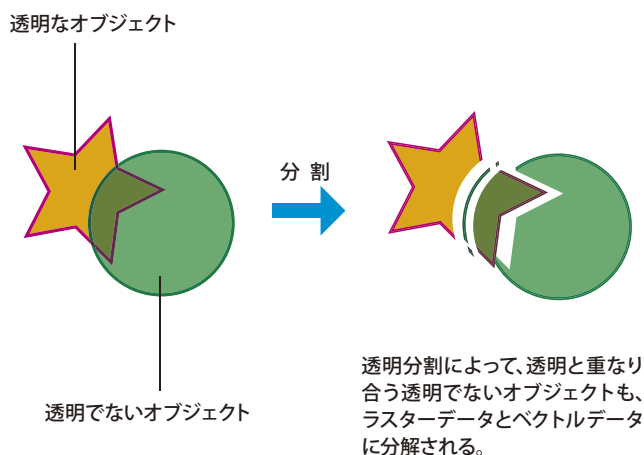 透明なオブジェクト
分 割
透明でないオブジェクト
透明分割によって、透明と重なり
合う透明でないオブジェクトも、
ラスターデータとベクトルデータ
に分解される。